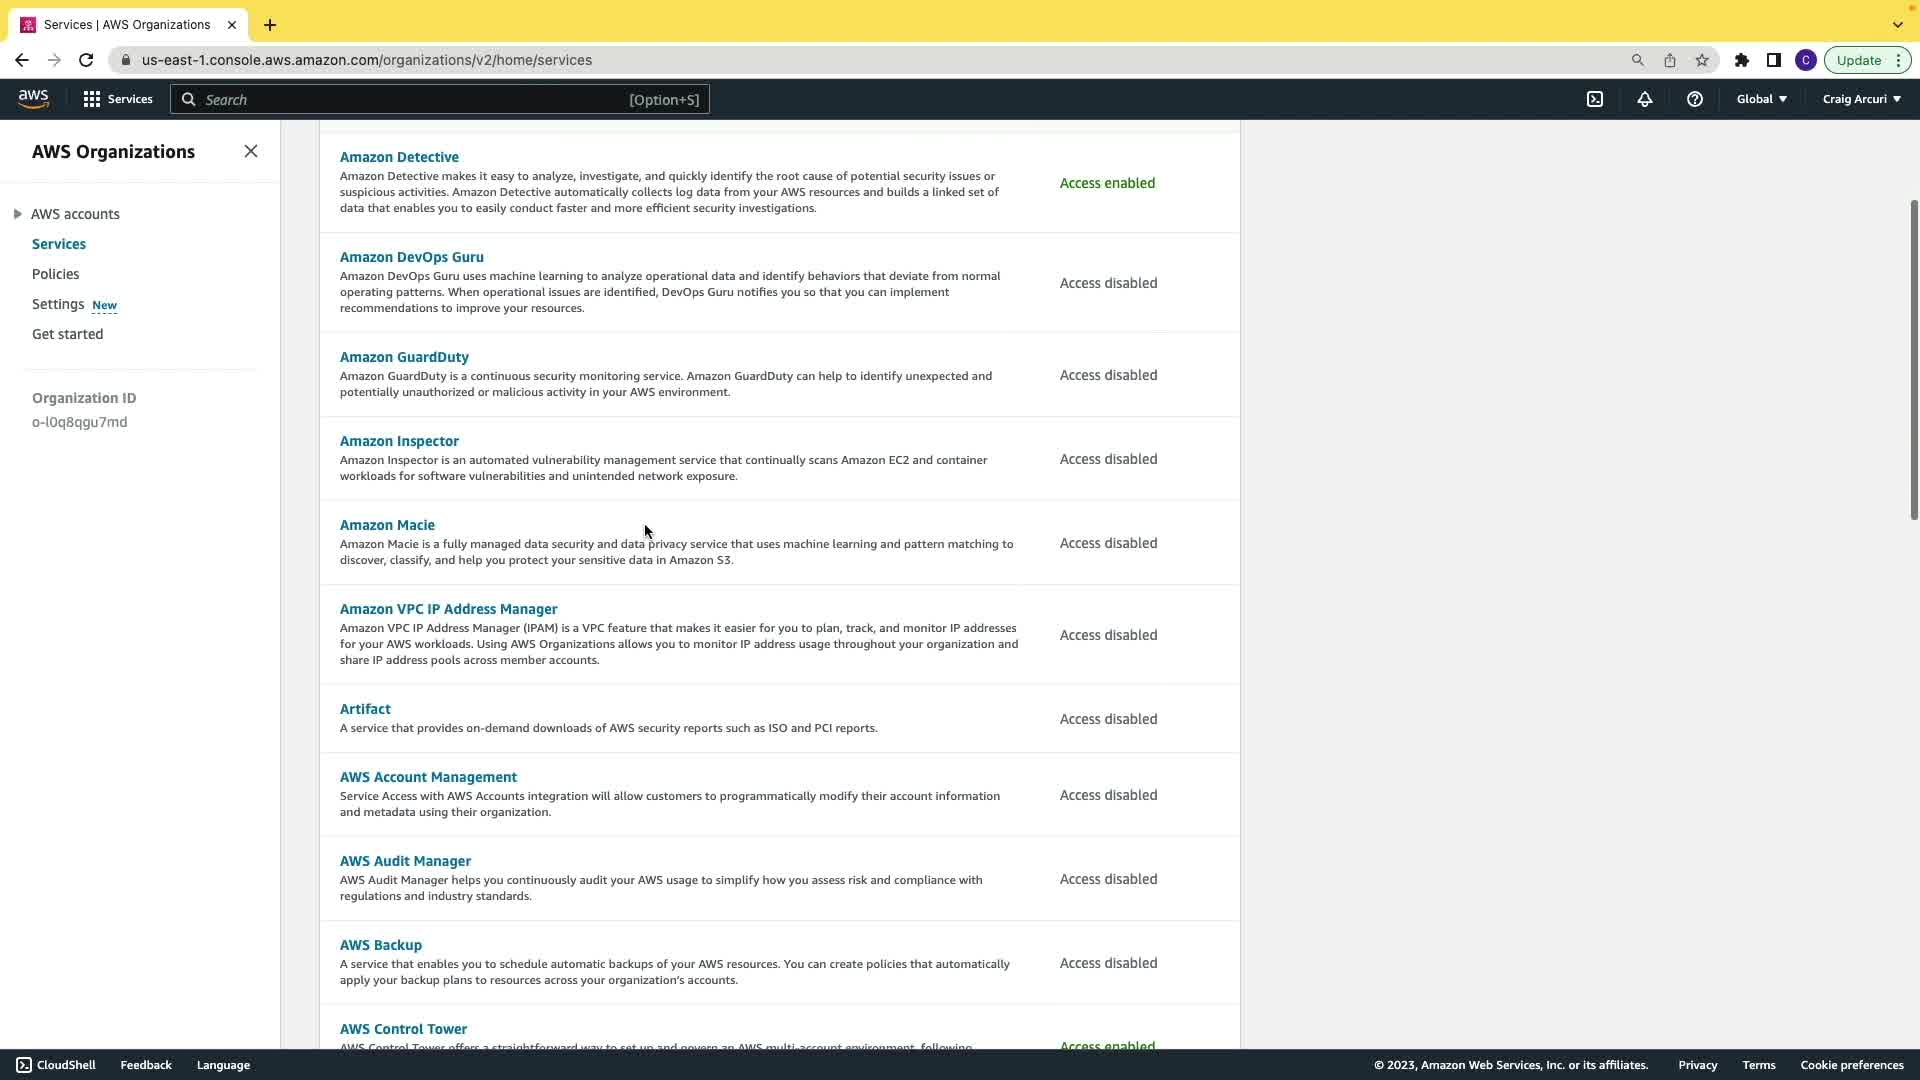 Services | AWS Organizations
us-east-1.console.aws.amazon.com/organizations/v2/home/services
C
Update
aws
Services
Search
[Option+S]
Global
Craig Arcuri
AWS Organizations
AWS accounts
Services
Policies
Settings New
Get started
Organization ID
o-l0q8qgu7md
Amazon Detective
Amazon Detective makes it easy to analyze, investigate, and quickly identify the root cause of potential security issues or
suspicious activities. Amazon Detective automatically collects log data from your AWS resources and builds a linked set of
data that enables you to easily conduct faster and more efficient security investigations.
Access enabled
Amazon DevOps Guru
Amazon DevOps Guru uses machine learning to analyze operational data and identify behaviors that deviate from normal
operating patterns. When operational issues are identified, DevOps Guru notifies you so that you can implement
recommendations to improve your resources.
Access disabled
Amazon GuardDuty
Amazon GuardDuty is a continuous security monitoring service. Amazon GuardDuty can help to identify unexpected and
potentially unauthorized or malicious activity in your AWS environment.
Access disabled
Amazon Inspector
Amazon Inspector is an automated vulnerability management service that continually scans Amazon EC2 and container
workloads for software vulnerabilities and unintended network exposure.
Access disabled
Amazon Macie
Amazon Macie is a fully managed data security and data privacy service that uses machine learning and pattern matching to
discover, classify, and help you protect your sensitive data in Amazon S3.
Access disabled
Amazon VPC IP Address Manager
Amazon VPC IP Address Manager (IPAM) is a VPC feature that makes it easier for you to plan, track, and monitor IP addresses
for your AWS workloads. Using AWS Organizations allows you to monitor IP address usage throughout your organization and
share IP address pools across member accounts.
Access disabled
Artifact
A service that provides on-demand downloads of AWS security reports such as ISO and PCI reports.
Access disabled
AWS Account Management
Service Access with AWS Accounts integration will allow customers to programmatically modify their account information
and metadata using their organization.
Access disabled
AWS Audit Manager
AWS Audit Manager helps you continuously audit your AWS usage to simplify how you assess risk and compliance with
regulations and industry standards.
Access disabled
AWS Backup
A service that enables you to schedule automatic backups of your AWS resources. You can create policies that automatically
apply your backup plans to resources across your organization's accounts.
Access disabled
AWS Control Tower
AWS Control Tower offers a straightforward way to set up and govern an AWS multi-account environment, following
Access enabled
CloudShell
Feedback
Language
© 2023, Amazon Web Services, Inc. or its affiliates.
Privacy
Terms
Cookie preferences